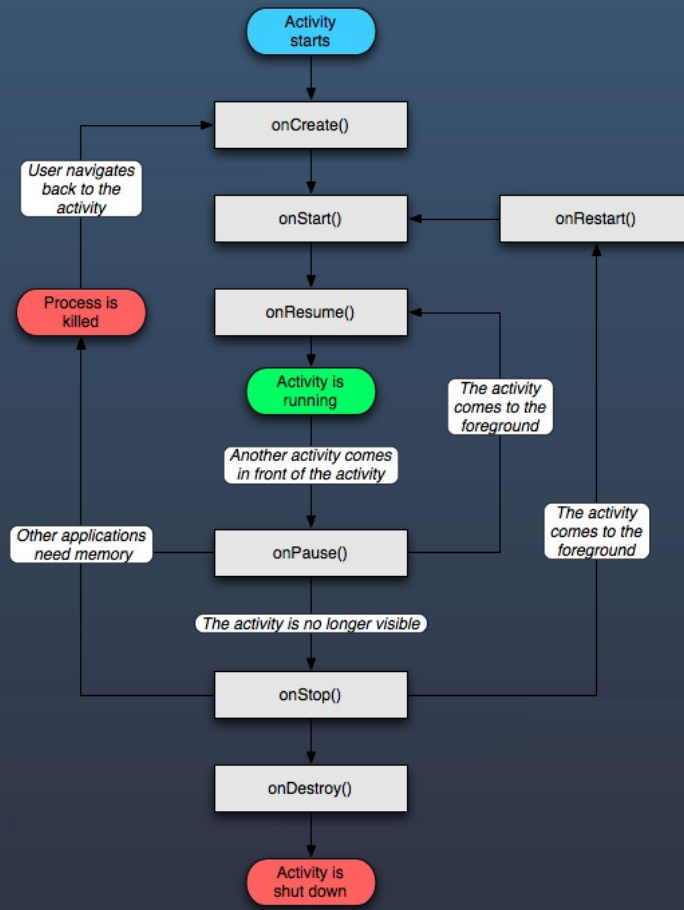 Activity
starts
onCreate()
User navigates
back to the
activity
onStart()
onRestart()
Process is
killed
onResume()
Activity is
running
The activity
comes to the
foreground
Another activity comes
in front of the activity
The activity
comes to the
foreground
Other applications
need memory
onPause()
The activity is no longer visible
onStop()
onDestroy()
Activity is
shut down